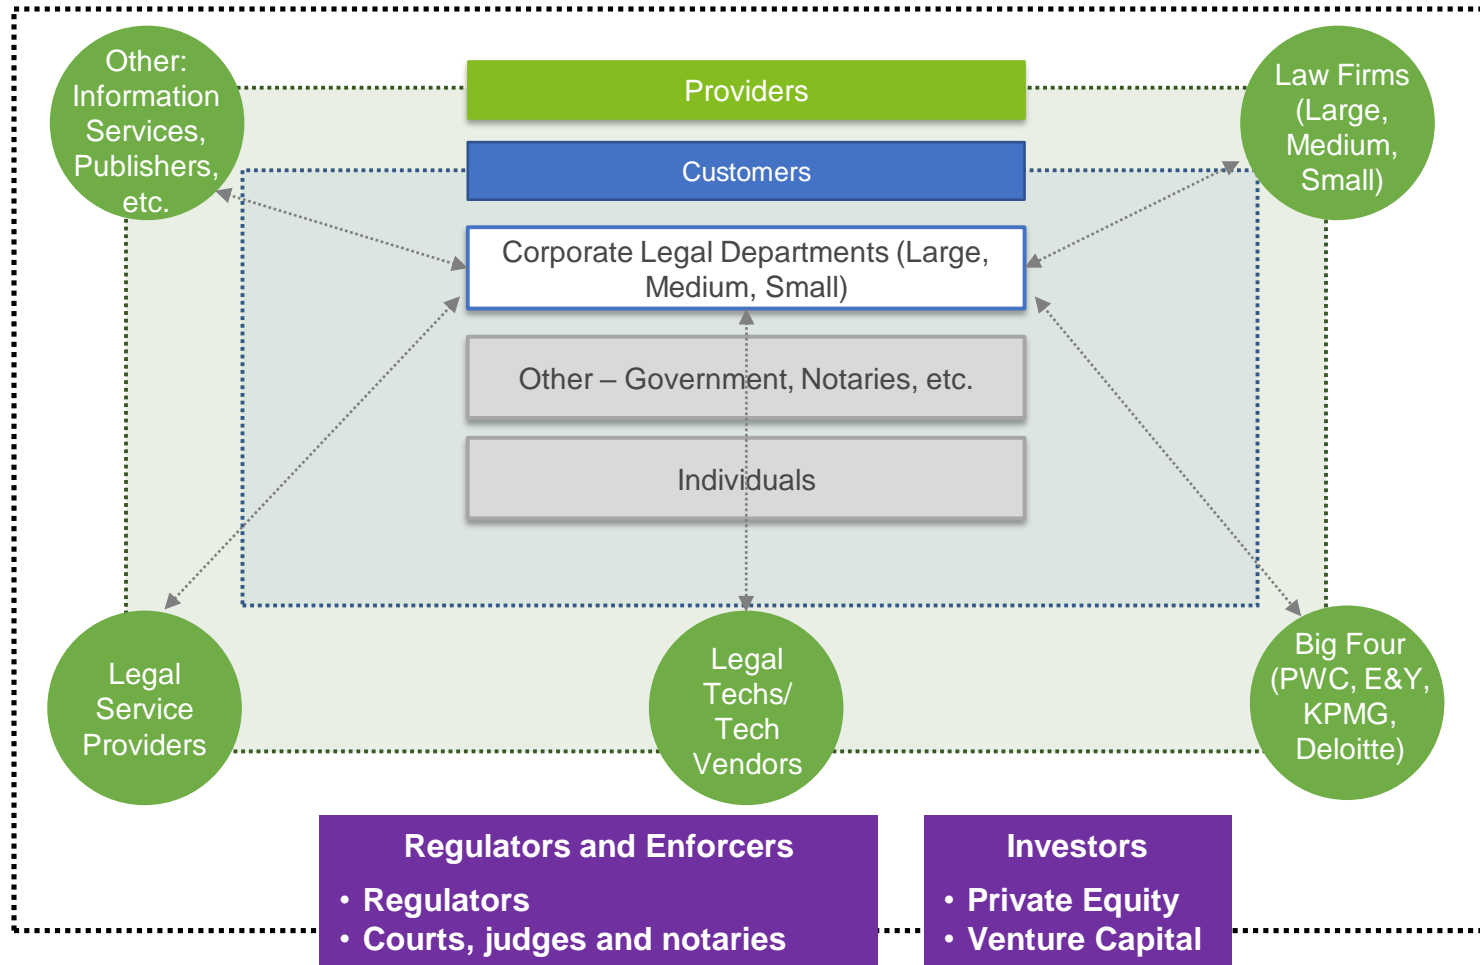 Other:
Information
Services,
Publishers,
etc.
Providers
Law Firms
(Large,
Medium,
Small)
Customers
Corporate Legal Departments (Large,
Medium, Small)
Other – Government, Notaries, etc.
Individuals
Legal
Service
Providers
Legal
Techs/
Tech
Vendors
Big Four
(PWC, E&Y,
KPMG,
Deloitte)
Regulators and Enforcers
• Regulators
• Courts, judges and notaries
Investors
• Private Equity
• Venture Capital